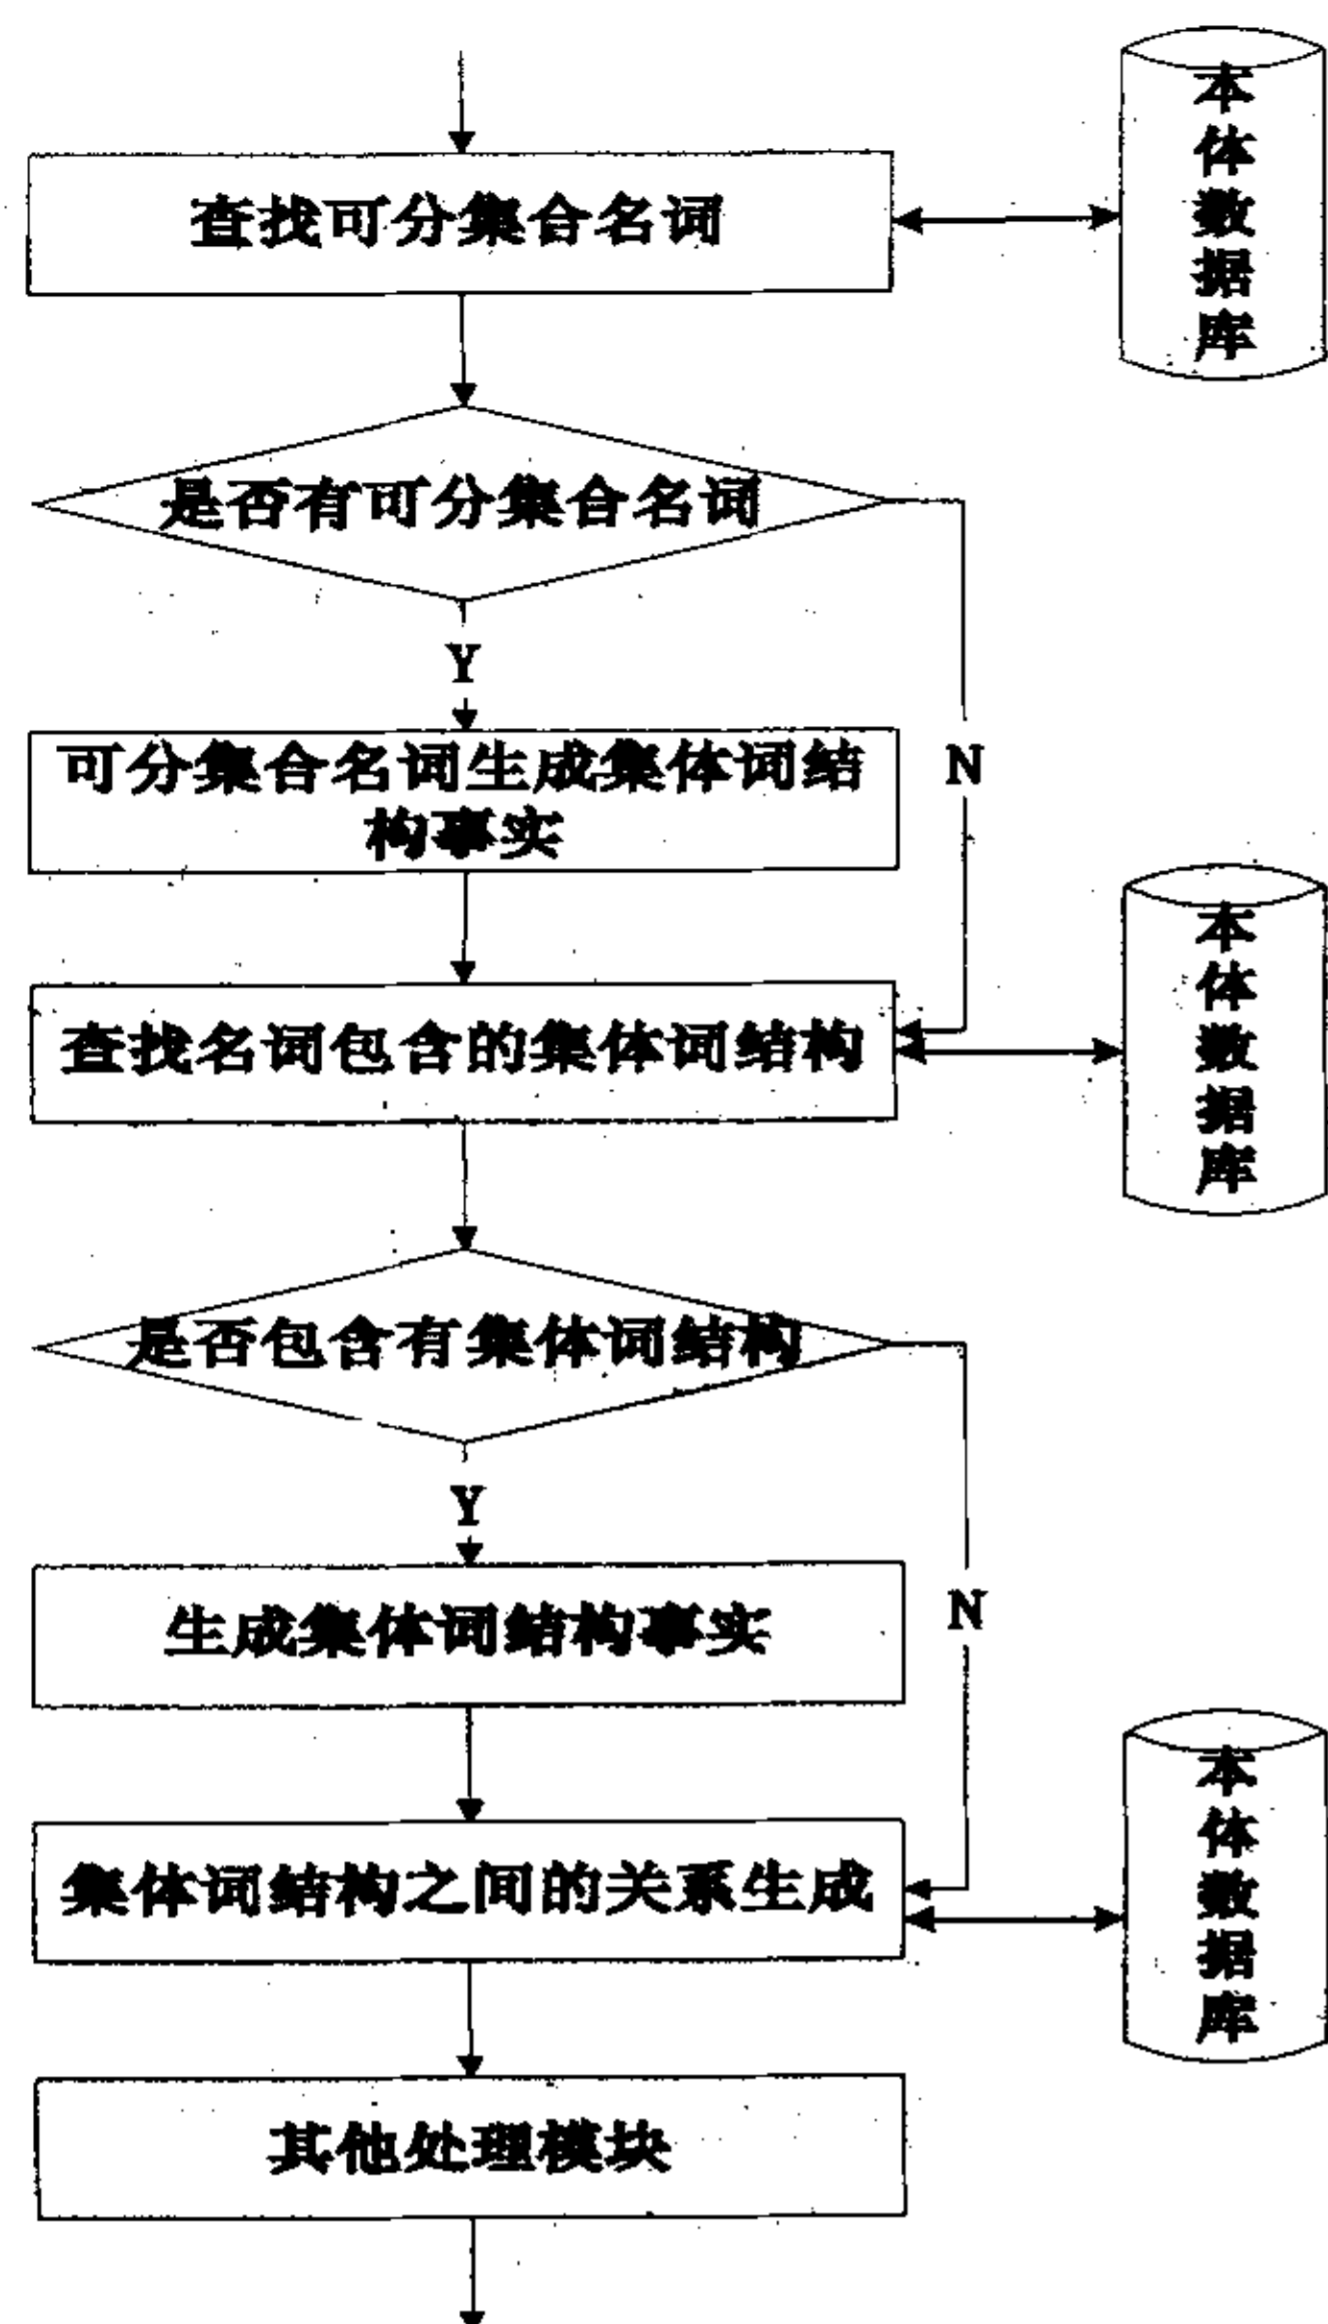 查找可分集合名词
本体数据库
是否有可分集合名词
Y
可分集合名词生成集体词结
构事实
N
查找名词包含的集体词结构
本体数据库
是否包含有集体词结构
Y
生成集体词结构事实
N
集体词结构之间的关系生成
本体数据库
其他处理模块